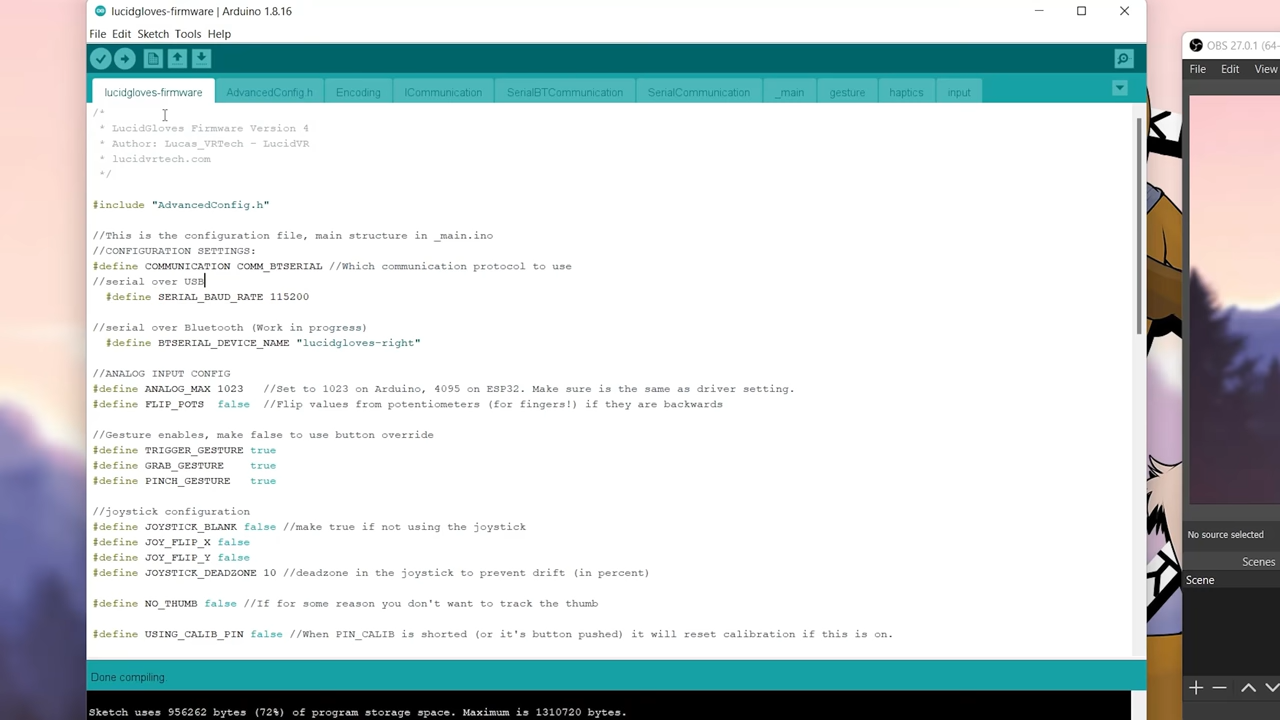 lucidgloves-firmware | Arduino 1.8.16
File Edit Sketch Tools Help
lucidgloves-firmware AdvancedConfig.h Encoding ICommunication SerialBTCommunication SerialCommunication _main gesture haptics input
/*
* LucidGloves Firmware Version 4
* Author: Lucas_VRTech - LucidVR
* lucidvrtech.com
*/
#include "AdvancedConfig.h"
//This is the configuration file, main structure in _main.ino
//CONFIGURATION SETTINGS:
#define COMMUNICATION COMM_BTSERIAL //Which communication protocol to use
//serial over USB
#define SERIAL_BAUD_RATE 115200
//serial over Bluetooth (Work in progress)
#define BTSERIAL_DEVICE_NAME "lucidgloves-right"
//ANALOG INPUT CONFIG
#define ANALOG_MAX 1023 //Set to 1023 on Arduino, 4095 on ESP32. Make sure is the same as driver setting.
#define FLIP_POTS false //Flip values from potentiometers (for fingers!) if they are backwards
//Gesture enables, make false to use button override
#define TRIGGER_GESTURE true
#define GRAB_GESTURE true
#define PINCH_GESTURE true
//joystick configuration
#define JOYSTICK_BLANK false //make true if not using the joystick
#define JOY_FLIP_X false
#define JOY_FLIP_Y false
#define JOYSTICK_DEADZONE 10 //deadzone in the joystick to prevent drift (in percent)
#define NO_THUMB false //If for some reason you don't want to track the thumb
#define USING_CALIB_PIN false //When PIN_CALIB is shorted (or it's button pushed) it will reset calibration if this is on.
Done compiling.
Sketch uses 956262 bytes (72%) of program storage space. Maximum is 1310720 bytes.
OBS 27.0.1 (64-
File Edit View
No source selected
Scenes
Scene